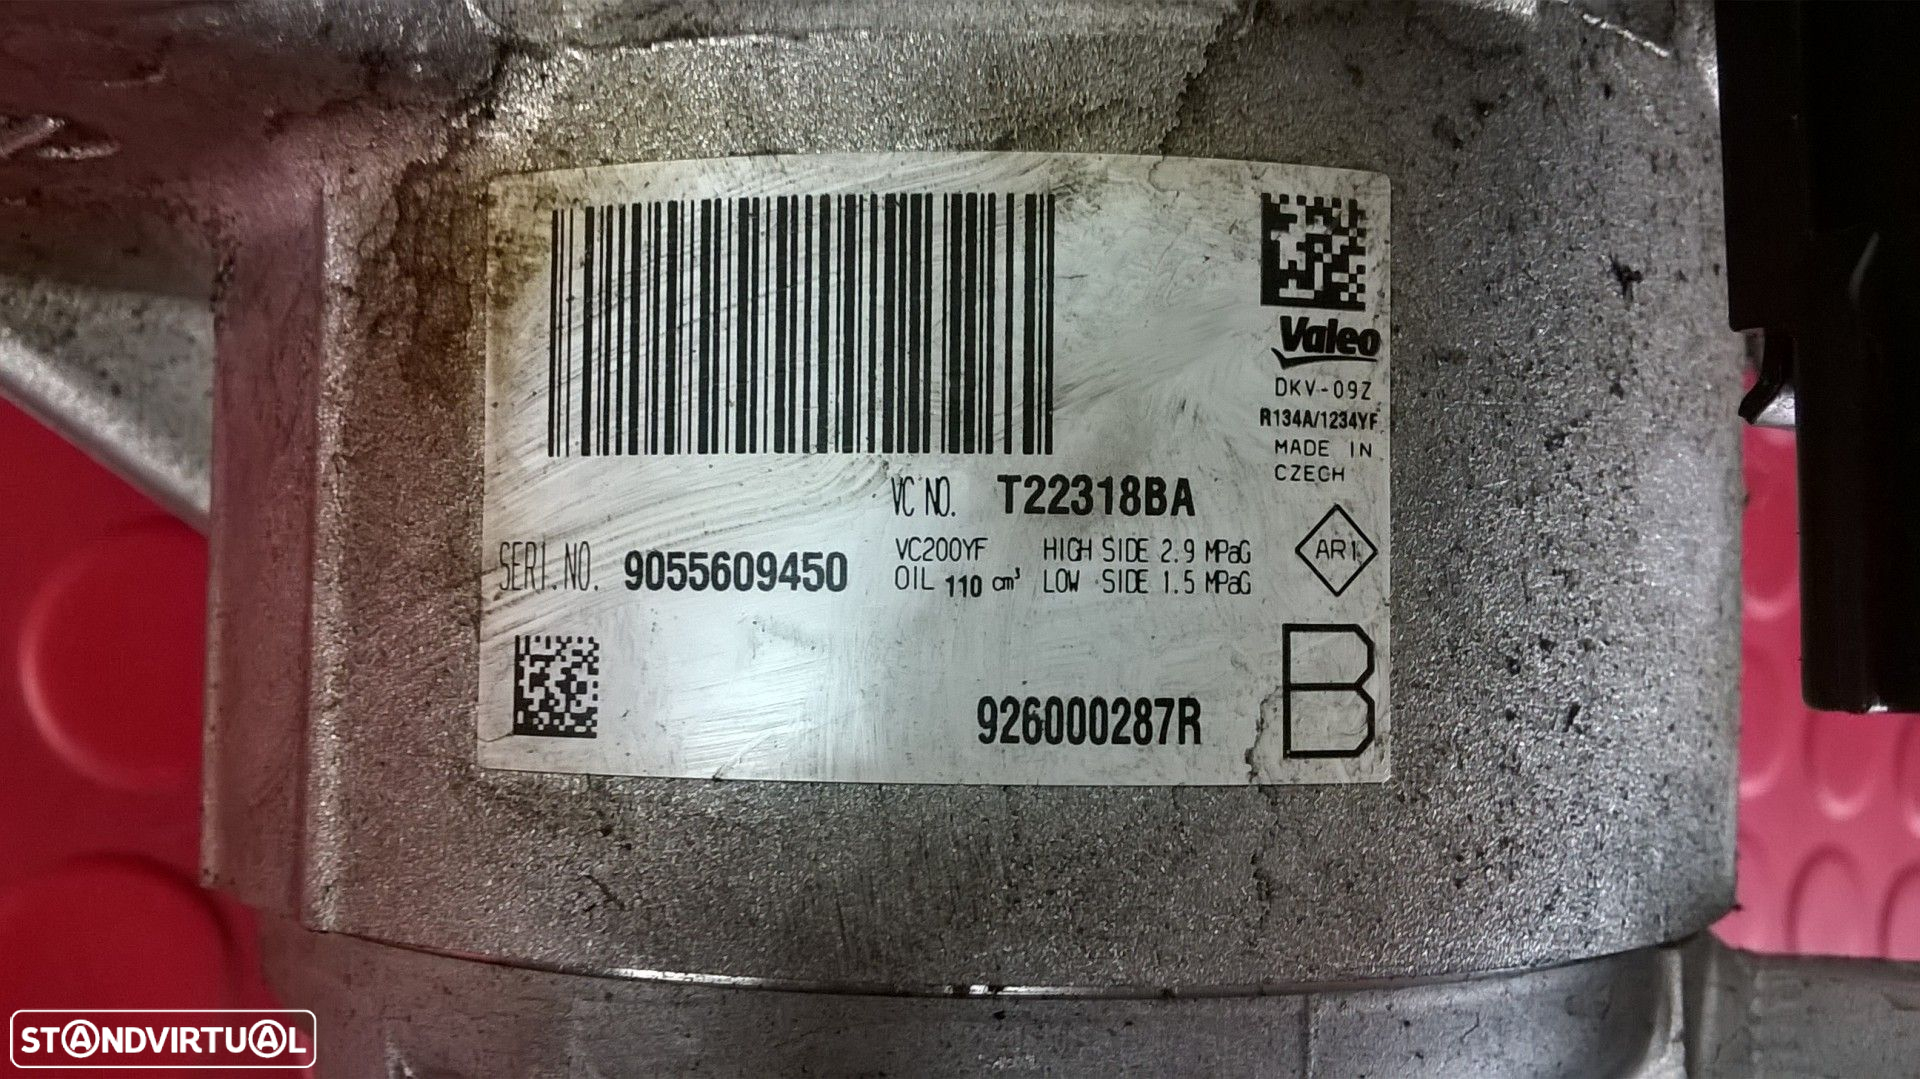 Valeo
DKV-09Z
R134A/1234YF
MADE IN
CZECH
VC NO. T22318BA
SERI.NO. 9055609450
VC200YF HIGH SIDE 2.9 MPaG
OIL 110 cm³ LOW SIDE 1.5 MPaG
AR1
926000287R
B
STANDVIRTUAL